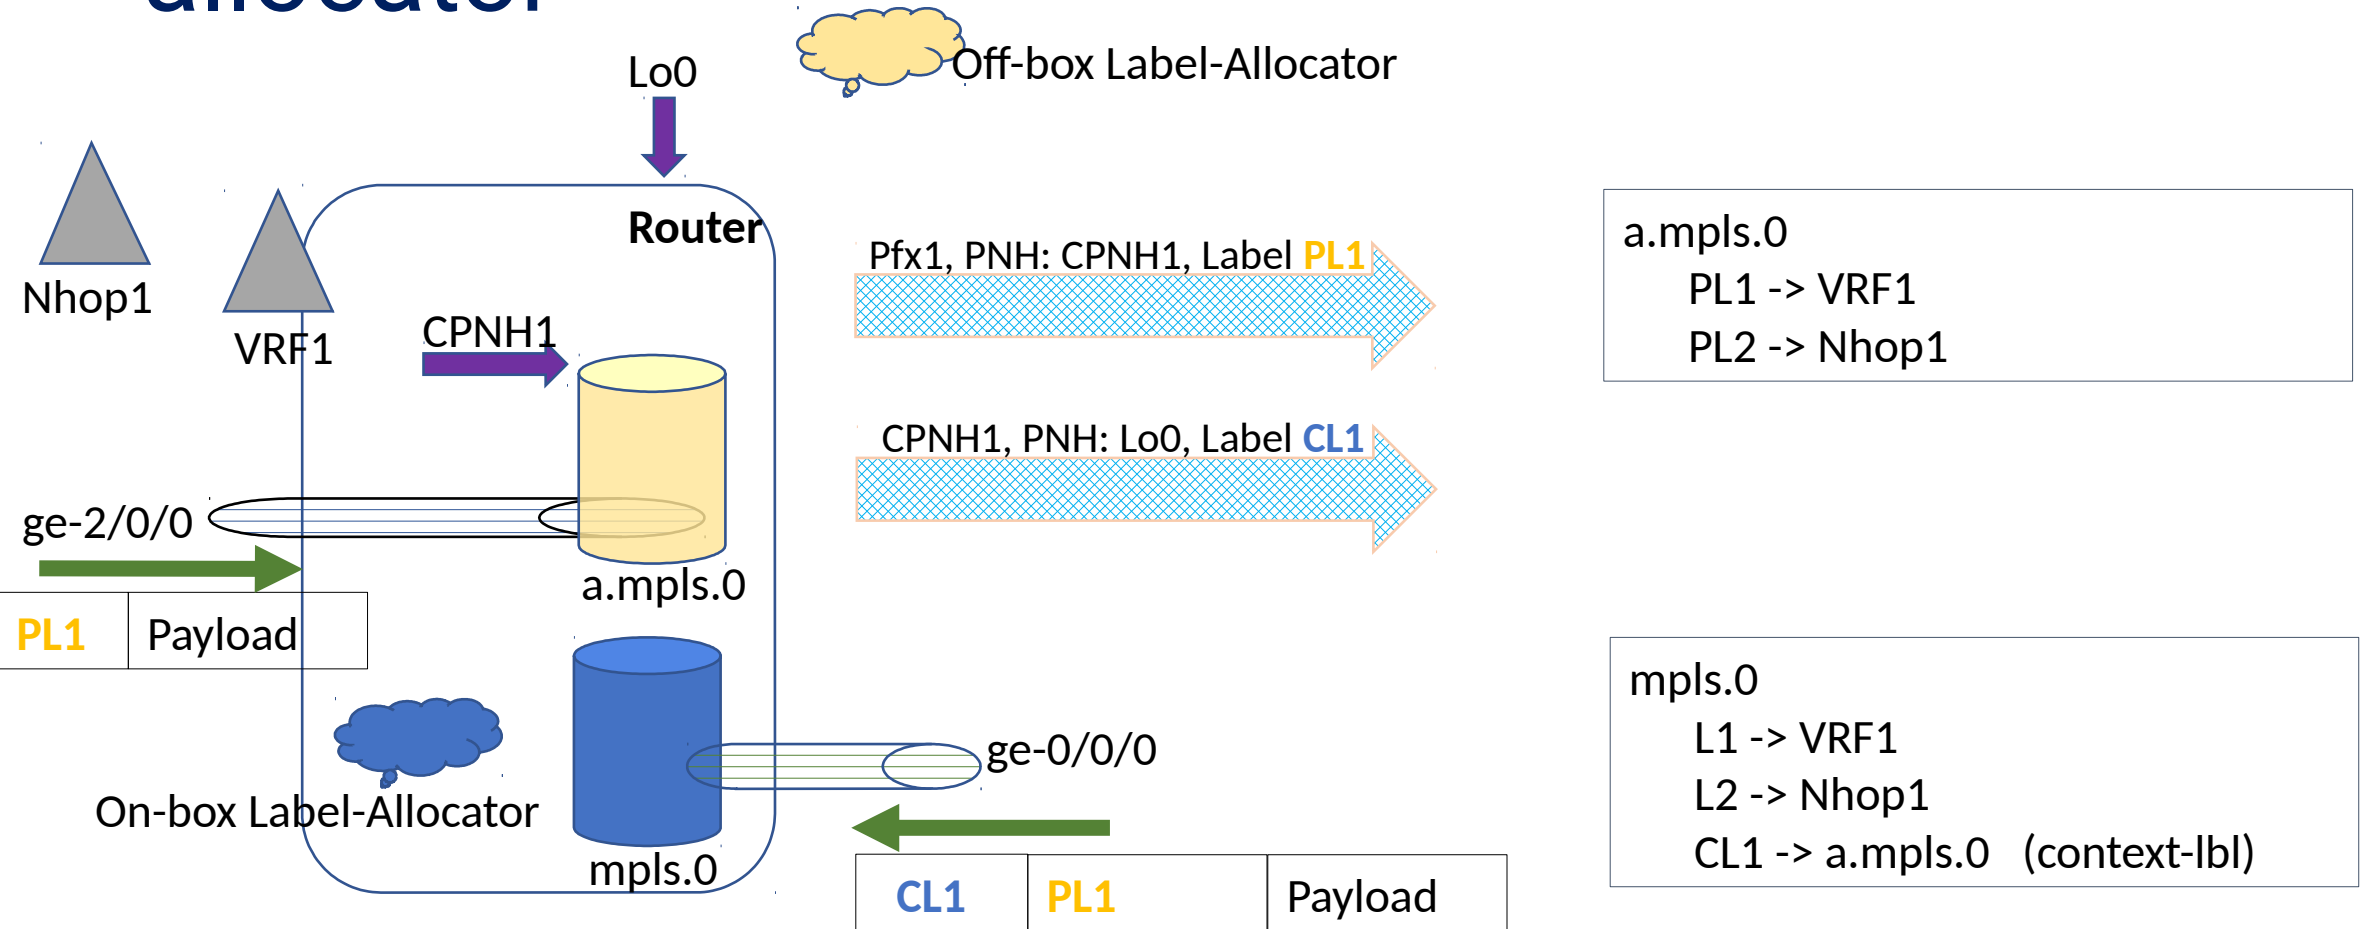 allocator
Off-box Label-Allocator
Lo0
Router
Nhop1
VRF1
CPNH1
Pfx1, PNH: CPNH1, Label PL1
CPNH1, PNH: Lo0, Label CL1
a.mpls.0
PL1 -> VRF1
PL2 -> Nhop1
ge-2/0/0
a.mpls.0
PL1 Payload
On-box Label-Allocator
mpls.0
ge-0/0/0
CL1 PL1 Payload
mpls.0
L1 -> VRF1
L2 -> Nhop1
CL1 -> a.mpls.0 (context-lbl)